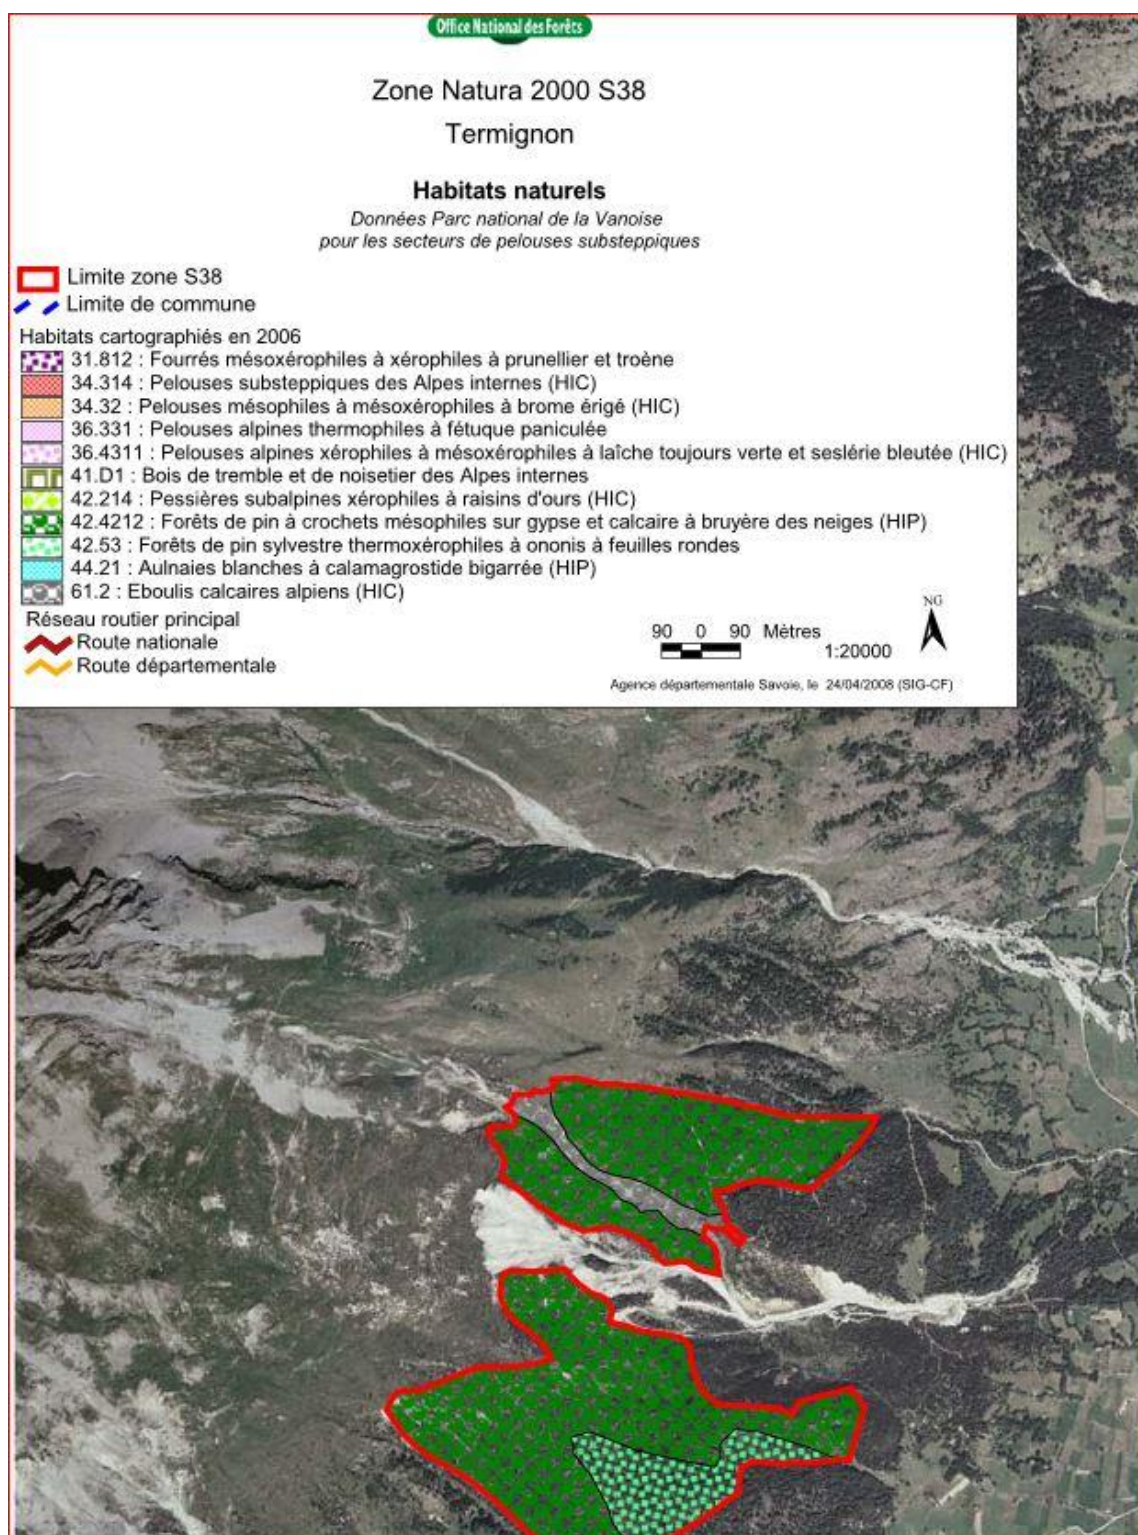 Office National des Forêts
Zone Natura 2000 S38
Termignon
Habitats naturels
Données Parc national de la Vanoise
pour les secteurs de pelouses substeppiques
Limite zone S38
Limite de commune
Habitats cartographiés en 2006
31.812 : Fourrés mésoxérophiles à xérophiles à prunellier et troène
34.314 : Pelouses substeppiques des Alpes internes (HIC)
34.32 : Pelouses mésophiles à mésoxérophiles à brome érigé (HIC)
36.331 : Pelouses alpines thermophiles à fétuque paniculée
36.4311 : Pelouses alpines xérophiles à mésoxérophiles à laîche toujours verte et seslérie bleutée (HIC)
41.D1 : Bois de tremble et de noisetier des Alpes internes
42.214 : Pessières subalpines xérophiles à raisins d'ours (HIC)
42.4212 : Forêts de pin à crochets mésophiles sur gypse et calcaire à bruyère des neiges (HIP)
42.53 : Forêts de pin sylvestre thermoxérophiles à ononis à feuilles rondes
44.21 : Aulnaies blanches à calamagrostide bigarrée (HIP)
61.2 : Eboulis calcaires alpiens (HIC)
Réseau routier principal
Route nationale
Route départementale
90 0 90 Mètres
1:20000
NG
Agence départementale Savoie, le 24/04/2008 (SIG-CF)